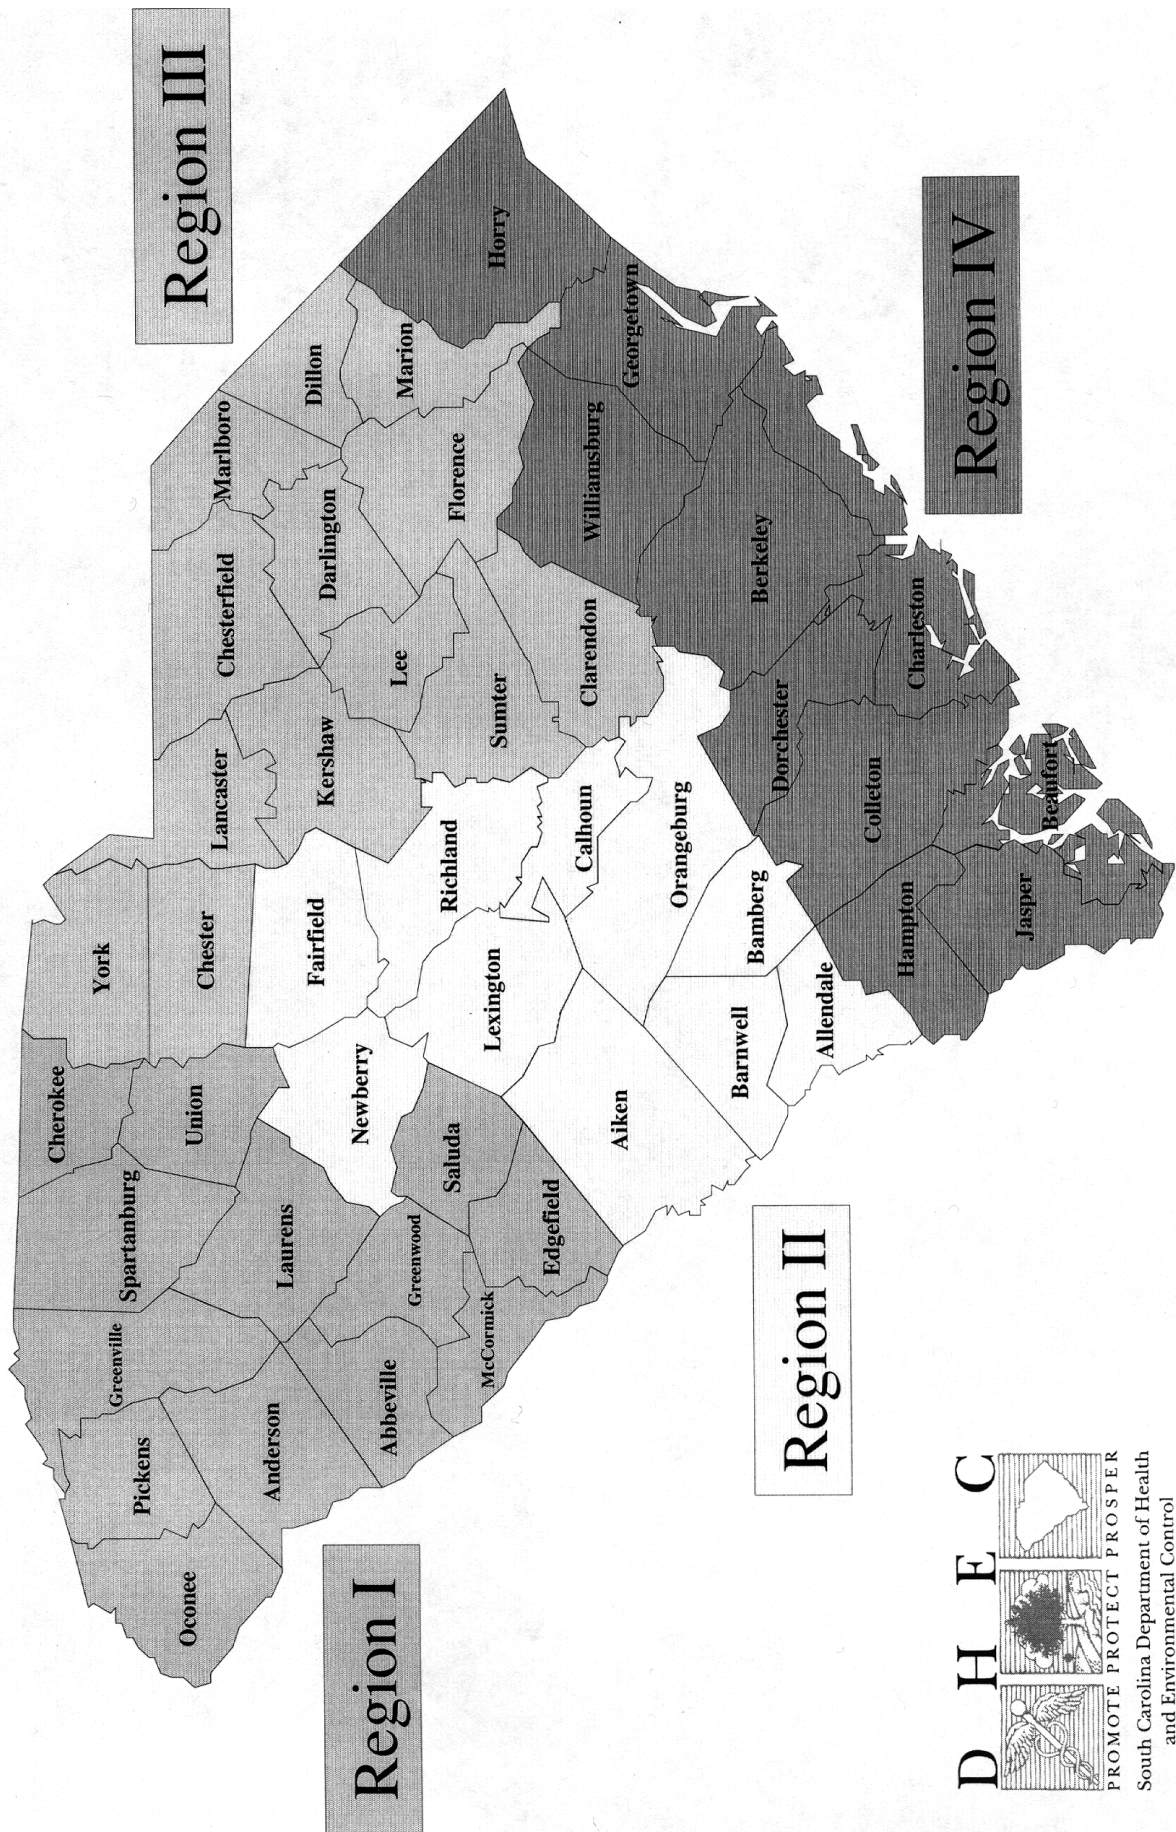 Region III
Region I
Region II
Region IV
Oconee
Pickens
Greenville
Spartanburg
Cherokee
York
Union
Chester
Lancaster
Chesterfield
Marlboro
Anderson
Laurens
Newberry
Fairfield
Kershaw
Darlington
Dillon
Abbeville
Greenwood
Saluda
Lexington
Richland
Lee
Florence
Marion
Horry
McCormick
Edgefield
Aiken
Calhoun
Sumter
Clarendon
Williamsburg
Georgetown
Barnwell
Bamberg
Orangeburg
Dorchester
Berkeley
Allendale
Hampton
Colleton
Charleston
Jasper
Beaufort
D H E C
PROMOTE PROTECT PROSPER
South Carolina Department of Health
and Environmental Control